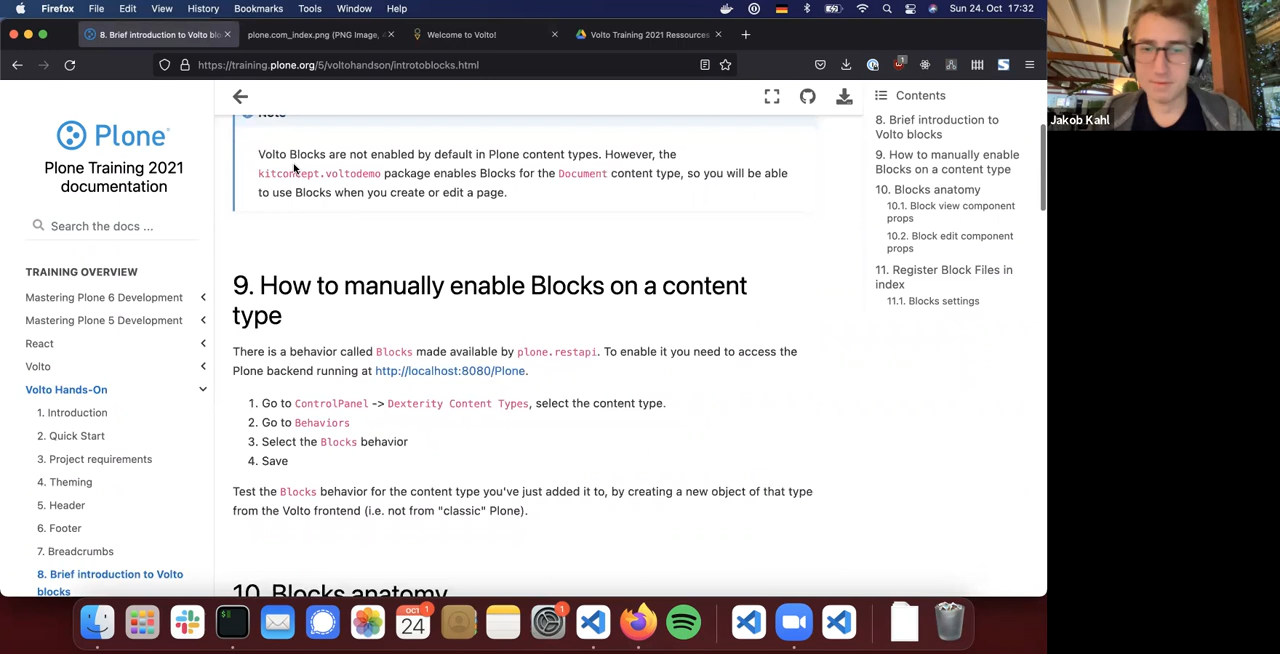 Firefox File Edit View History Bookmarks Tools Window Help Sun 24. Oct 17:32
8. Brief introduction to Volto blo
plone.com_index.png (PNG Image,
Welcome to Volto!
Volto Training 2021 Ressources
https://training.plone.org/5/voltohandson/introtoblocks.html
Jakob Kahl
Plone
Plone Training 2021
documentation
Search the docs ...
TRAINING OVERVIEW
Mastering Plone 6 Development
Mastering Plone 5 Development
React
Volto
Volto Hands-On
1. Introduction
2. Quick Start
3. Project requirements
4. Theming
5. Header
6. Footer
7. Breadcrumbs
8. Brief introduction to Volto
blocks
Note
Volto Blocks are not enabled by default in Plone content types. However, the
kitconcept.voltodemo package enables Blocks for the Document content type, so you will be able
to use Blocks when you create or edit a page.
9. How to manually enable Blocks on a content
type
There is a behavior called Blocks made available by plone.restapi. To enable it you need to access the
Plone backend running at http://localhost:8080/Plone.
1. Go to ControlPanel -> Dexterity Content Types, select the content type.
2. Go to Behaviors
3. Select the Blocks behavior
4. Save
Test the Blocks behavior for the content type you've just added it to, by creating a new object of that type
from the Volto frontend (i.e. not from "classic" Plone).
10. Blocks anatomy
Contents
8. Brief introduction to
Volto blocks
9. How to manually enable
Blocks on a content type
10. Blocks anatomy
10.1. Block view component
props
10.2. Block edit component
props
11. Register Block Files in
index
11.1. Blocks settings
OCT
24